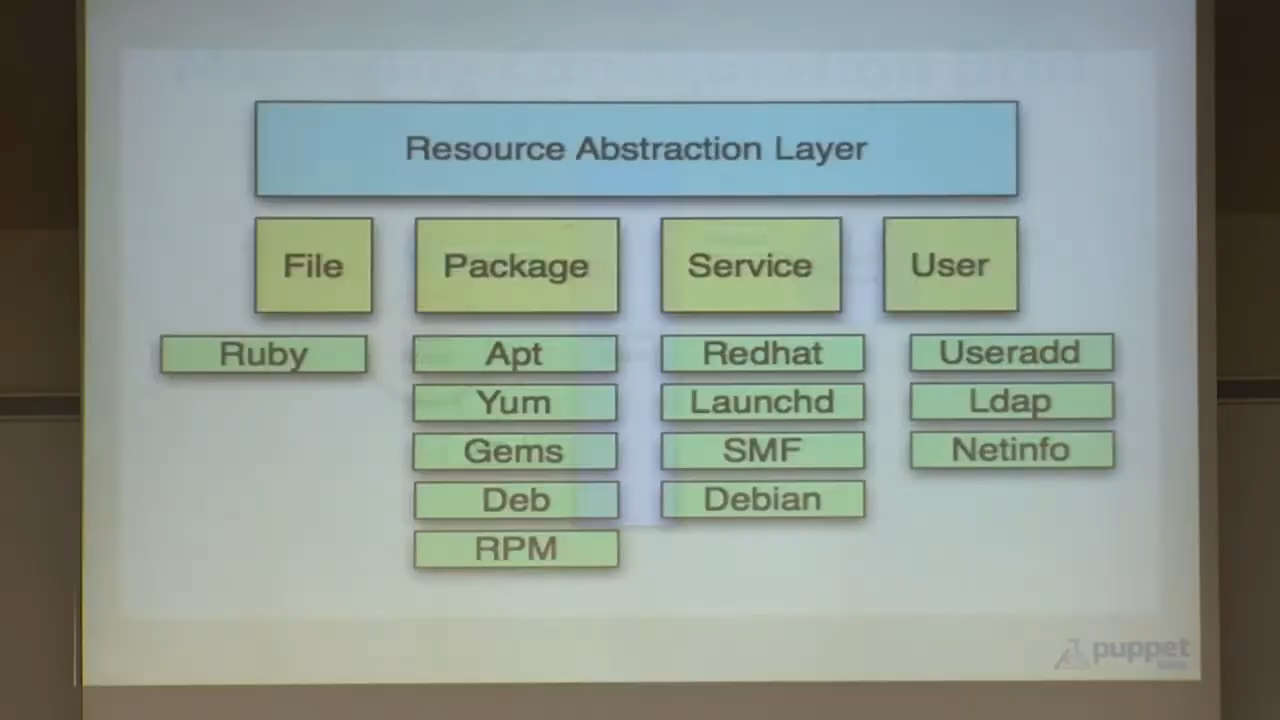 Resource Abstraction Layer
File Package Service User
Ruby Apt Redhat Useradd
Yum Launchd Ldap
Gems SMF Netinfo
Deb Debian
RPM
puppet